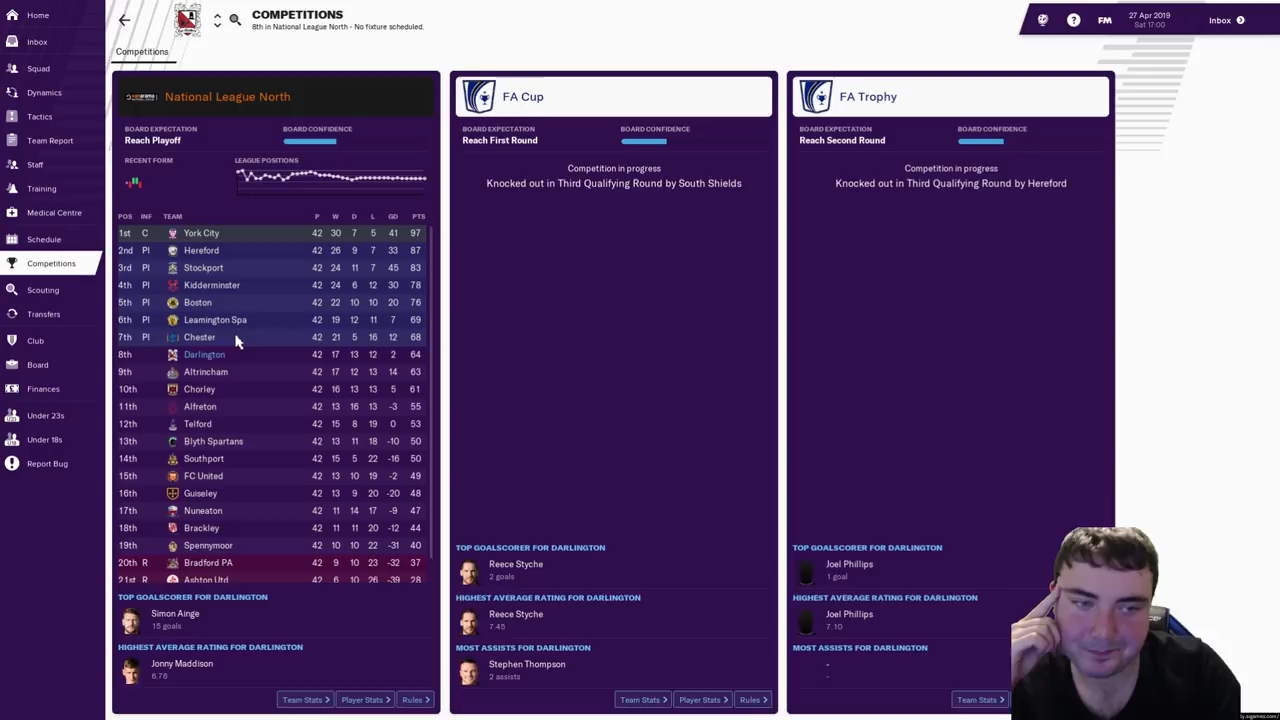 Home
Inbox
Squad
Dynamics
Tactics
Team Report
Staff
Training
Medical Centre
Schedule
Competitions
Scouting
Transfers
Club
Board
Finances
Under 23s
Under 18s
Report Bug
COMPETITIONS
8th in National League North - No fixture scheduled.
FM
27 Apr 2019
Sat 17:00
Inbox
Competitions
National League North
BOARD EXPECTATION BOARD CONFIDENCE
Reach Playoff
RECENT FORM LEAGUE POSITIONS
POS INF TEAM P W D L GD PTS
1st C York City 42 30 7 5 41 97
2nd Pl Hereford 42 26 9 7 33 87
3rd Pl Stockport 42 24 11 7 45 83
4th Pl Kidderminster 42 24 6 12 30 78
5th Pl Boston 42 22 10 10 20 76
6th Pl Leamington Spa 42 19 12 11 7 69
7th Pl Chester 42 21 5 16 12 68
8th Darlington 42 17 13 12 2 64
9th Altrincham 42 17 12 13 14 63
10th Chorley 42 16 13 13 5 61
11th Alfreton 42 13 16 13 -3 55
12th Telford 42 15 8 19 0 53
13th Blyth Spartans 42 13 11 18 -10 50
14th Southport 42 15 5 22 -16 50
15th FC United 42 13 10 19 -2 49
16th Guiseley 42 13 9 20 -20 48
17th Nuneaton 42 11 14 17 -9 47
18th Brackley 42 11 11 20 -12 44
19th Spennymoor 42 10 10 22 -31 40
20th R Bradford PA 42 9 10 23 -32 37
21st R Ashton Utd 42 6 10 26 -39 28
TOP GOALSCORER FOR DARLINGTON
Simon Ainge
15 goals
HIGHEST AVERAGE RATING FOR DARLINGTON
Jonny Maddison
6.76
Team Stats Player Stats Rules
FA Cup
BOARD EXPECTATION BOARD CONFIDENCE
Reach First Round
Competition in progress
Knocked out in Third Qualifying Round by South Shields
TOP GOALSCORER FOR DARLINGTON
Reece Styche
2 goals
HIGHEST AVERAGE RATING FOR DARLINGTON
Reece Styche
7.45
MOST ASSISTS FOR DARLINGTON
Stephen Thompson
2 assists
Team Stats Player Stats Rules
FA Trophy
BOARD EXPECTATION BOARD CONFIDENCE
Reach Second Round
Competition in progress
Knocked out in Third Qualifying Round by Hereford
TOP GOALSCORER FOR DARLINGTON
Joel Phillips
1 goal
HIGHEST AVERAGE RATING FOR DARLINGTON
Joel Phillips
7.10
MOST ASSISTS FOR DARLINGTON
-
-
Team Stats